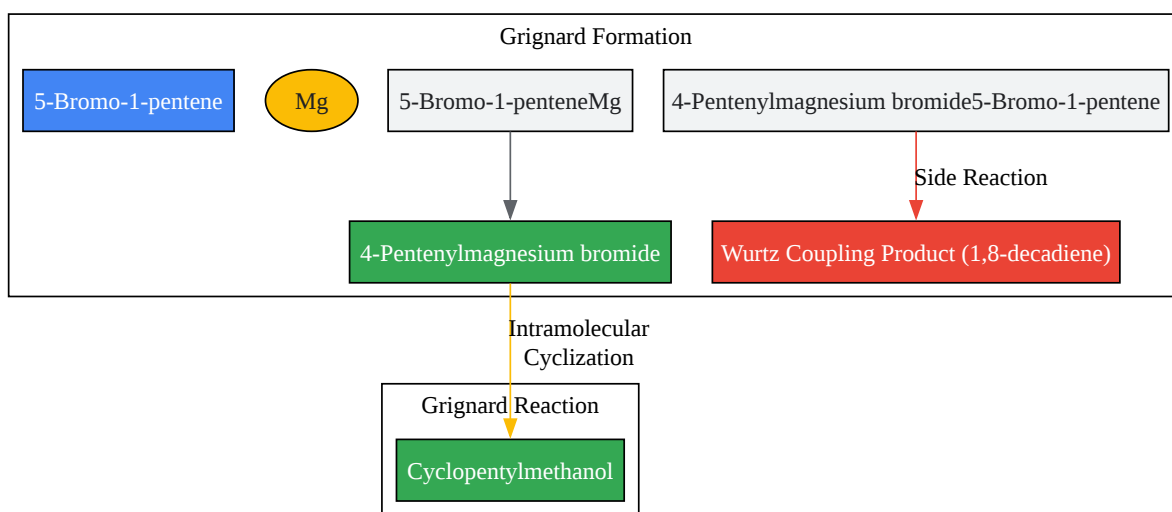 Grignard Formation
5-Bromo-1-pentene
Mg
5-Bromo-1-penteneMg
4-Pentenylmagnesium bromide5-Bromo-1-pentene
Side Reaction
4-Pentenylmagnesium bromide
Wurtz Coupling Product (1,8-decadiene)
Intramolecular
Cyclization
Grignard Reaction
Cyclopentylmethanol